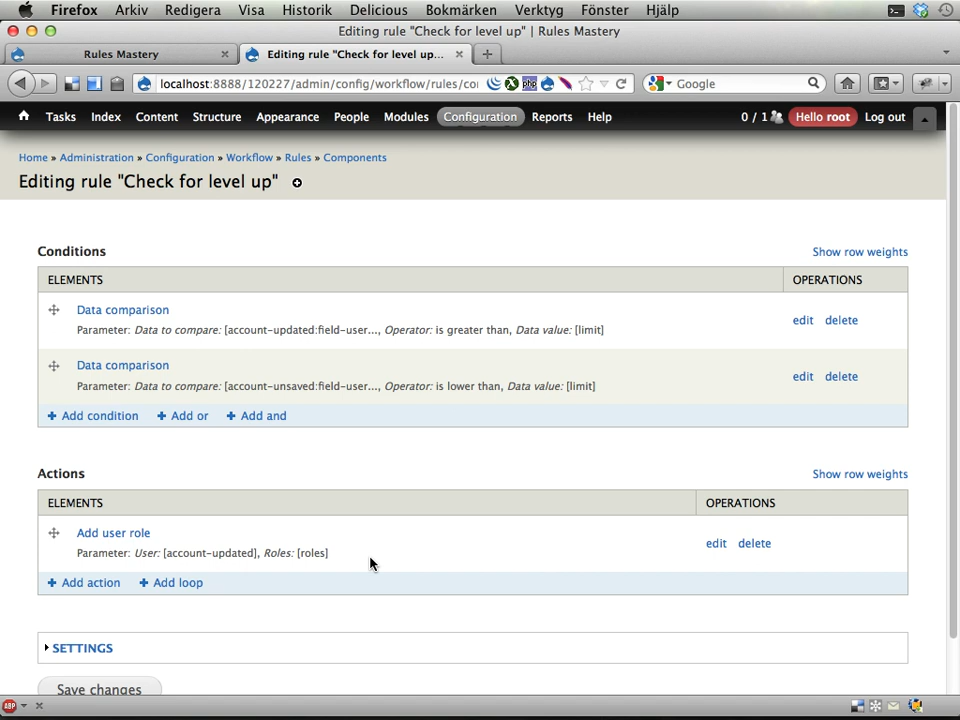 Firefox Arkiv Redigera Visa Historik Delicious Bokmärken Verktyg Fönster Hjälp
Editing rule "Check for level up" | Rules Mastery
Rules Mastery
Editing rule "Check for level up...
localhost:8888/120227/admin/config/workflow/rules/co
php
Google
Tasks Index Content Structure Appearance People Modules Configuration Reports Help 0 / 1 Hello root Log out
Home » Administration » Configuration » Workflow » Rules » Components
Editing rule "Check for level up"
Conditions
Show row weights
ELEMENTS OPERATIONS
Data comparison
Parameter: Data to compare: [account-updated:field-user..., Operator: is greater than, Data value: [limit]
edit delete
Data comparison
Parameter: Data to compare: [account-unsaved:field-user..., Operator: is lower than, Data value: [limit]
edit delete
Add condition Add or Add and
Actions
Show row weights
ELEMENTS OPERATIONS
Add user role
Parameter: User: [account-updated], Roles: [roles]
edit delete
Add action Add loop
SETTINGS
Save changes
ABP